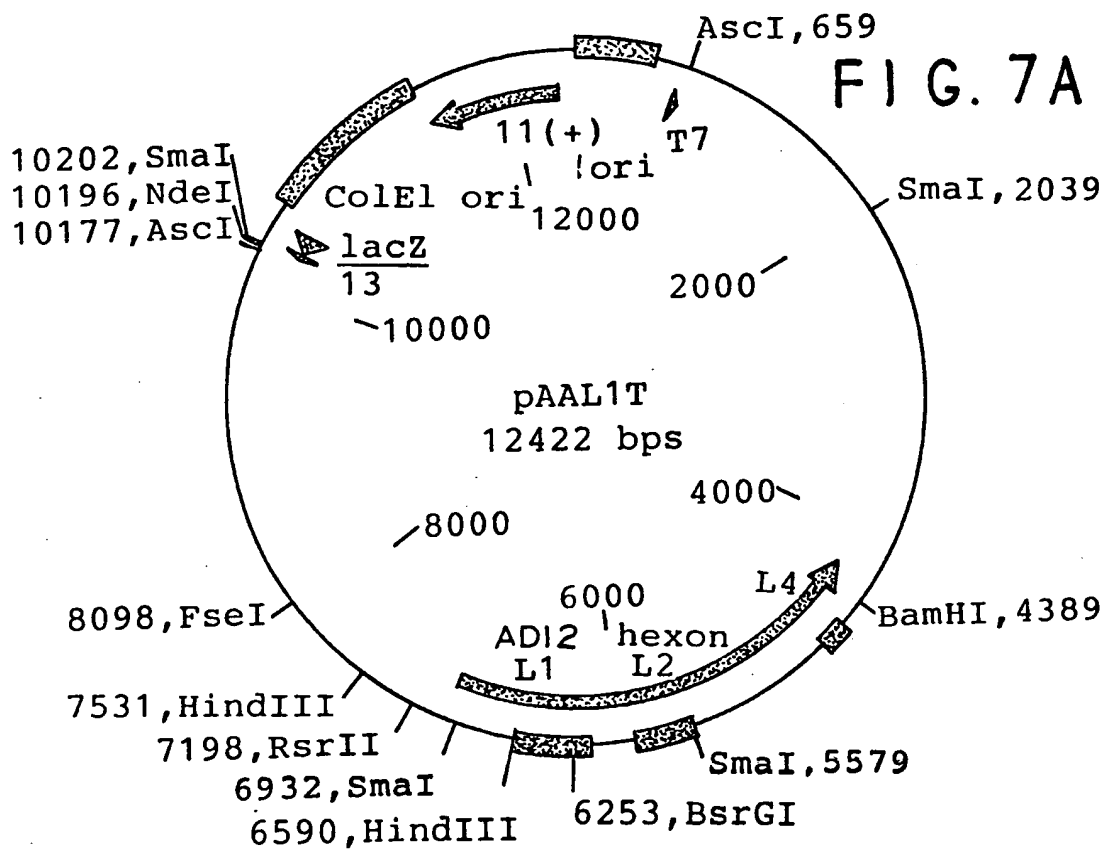 AscI,659
FIG. 7A
T7
11(+)
!ori
ColEl ori
12000
10202,SmaI
10196,NdeI
10177,AscI
lacZ
13
SmaI,2039
2000
10000
pAAL1T
12422 bps
4000
8000
L4
6000
8098,FseI
ADI2
hexon
L1
L2
BamHI,4389
7531,HindIII
7198,RsrII
6932,SmaI
6590,HindIII
6253,BsrGI
SmaI,5579